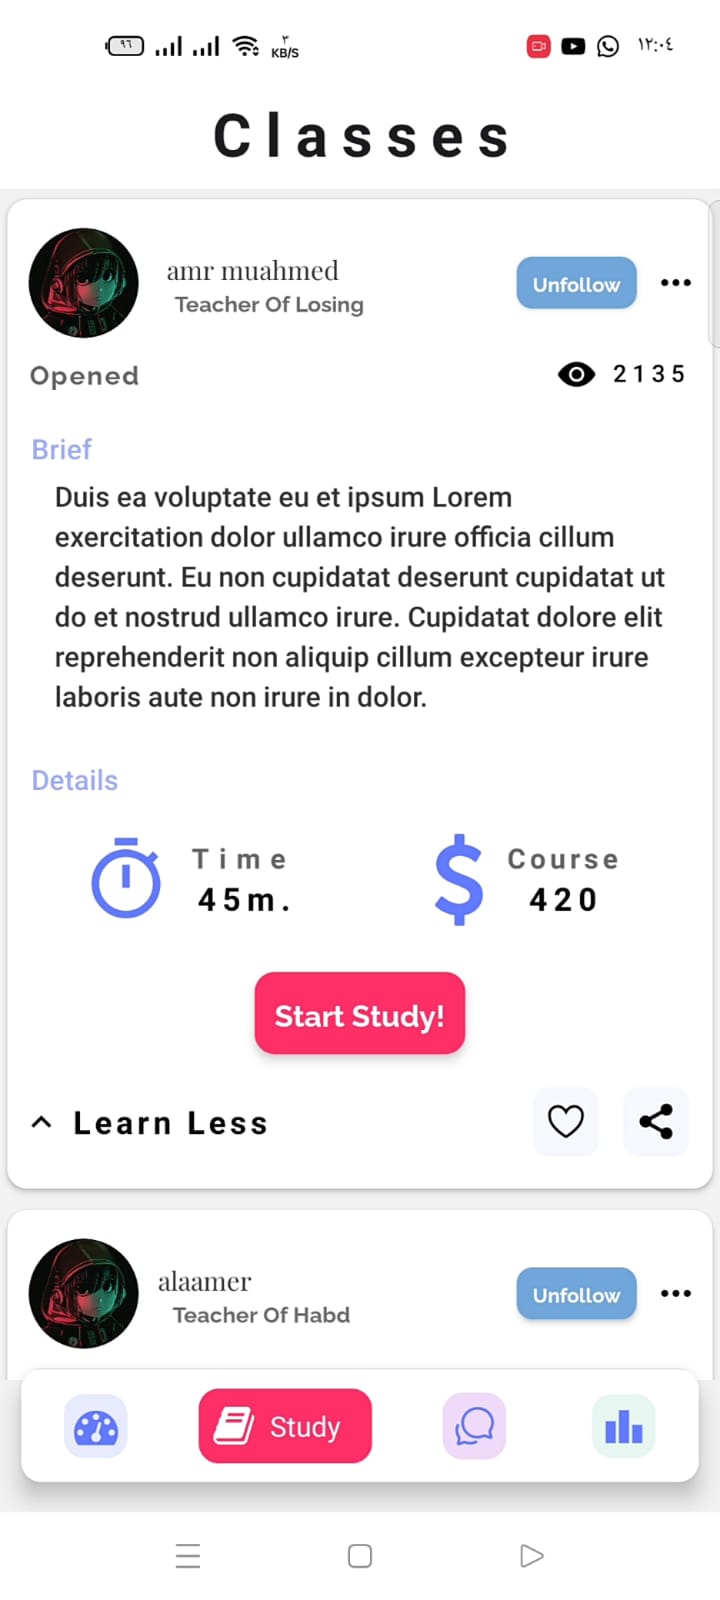 ٩٦
٣
KB/S
١٢:٠٤
Classes
amr muahmed
Teacher Of Losing
Unfollow
Opened
2135
Brief
Duis ea voluptate eu et ipsum Lorem
exercitation dolor ullamco irure officia cillum
deserunt. Eu non cupidatat deserunt cupidatat ut
do et nostrud ullamco irure. Cupidatat dolore elit
reprehenderit non aliquip cillum excepteur irure
laboris aute non irure in dolor.
Details
Time
45m.
Course
420
Start Study!
Learn Less
alaamer
Teacher Of Habd
Unfollow
Study